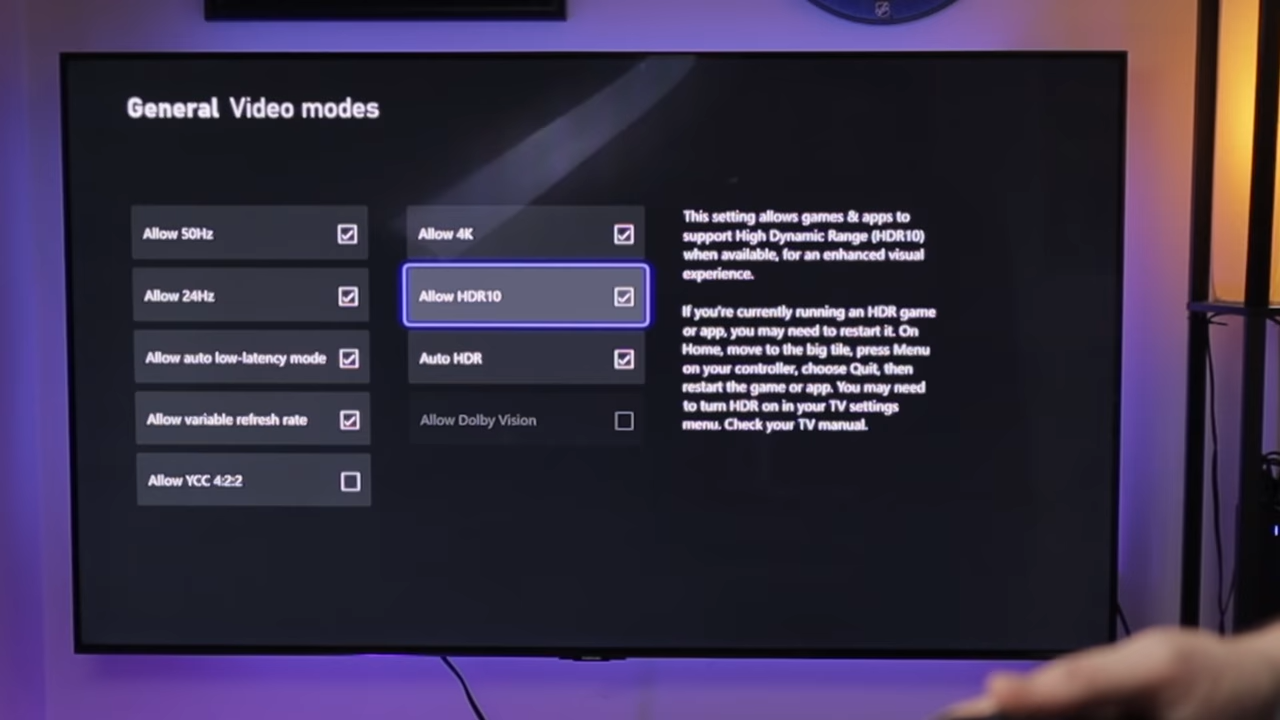 General Video modes
Allow 50Hz
Allow 24Hz
Allow auto low-latency mode
Allow variable refresh rate
Allow YCC 4:2:2
Allow 4K
Allow HDR10
Auto HDR
Allow Dolby Vision
This setting allows games & apps to
support High Dynamic Range (HDR10)
when available, for an enhanced visual
experience.
If you're currently running an HDR game
or app, you may need to restart it. On
Home, move to the big tile, press Menu
on your controller, choose Quit, then
restart the game or app. You may need
to turn HDR on in your TV settings
menu. Check your TV manual.